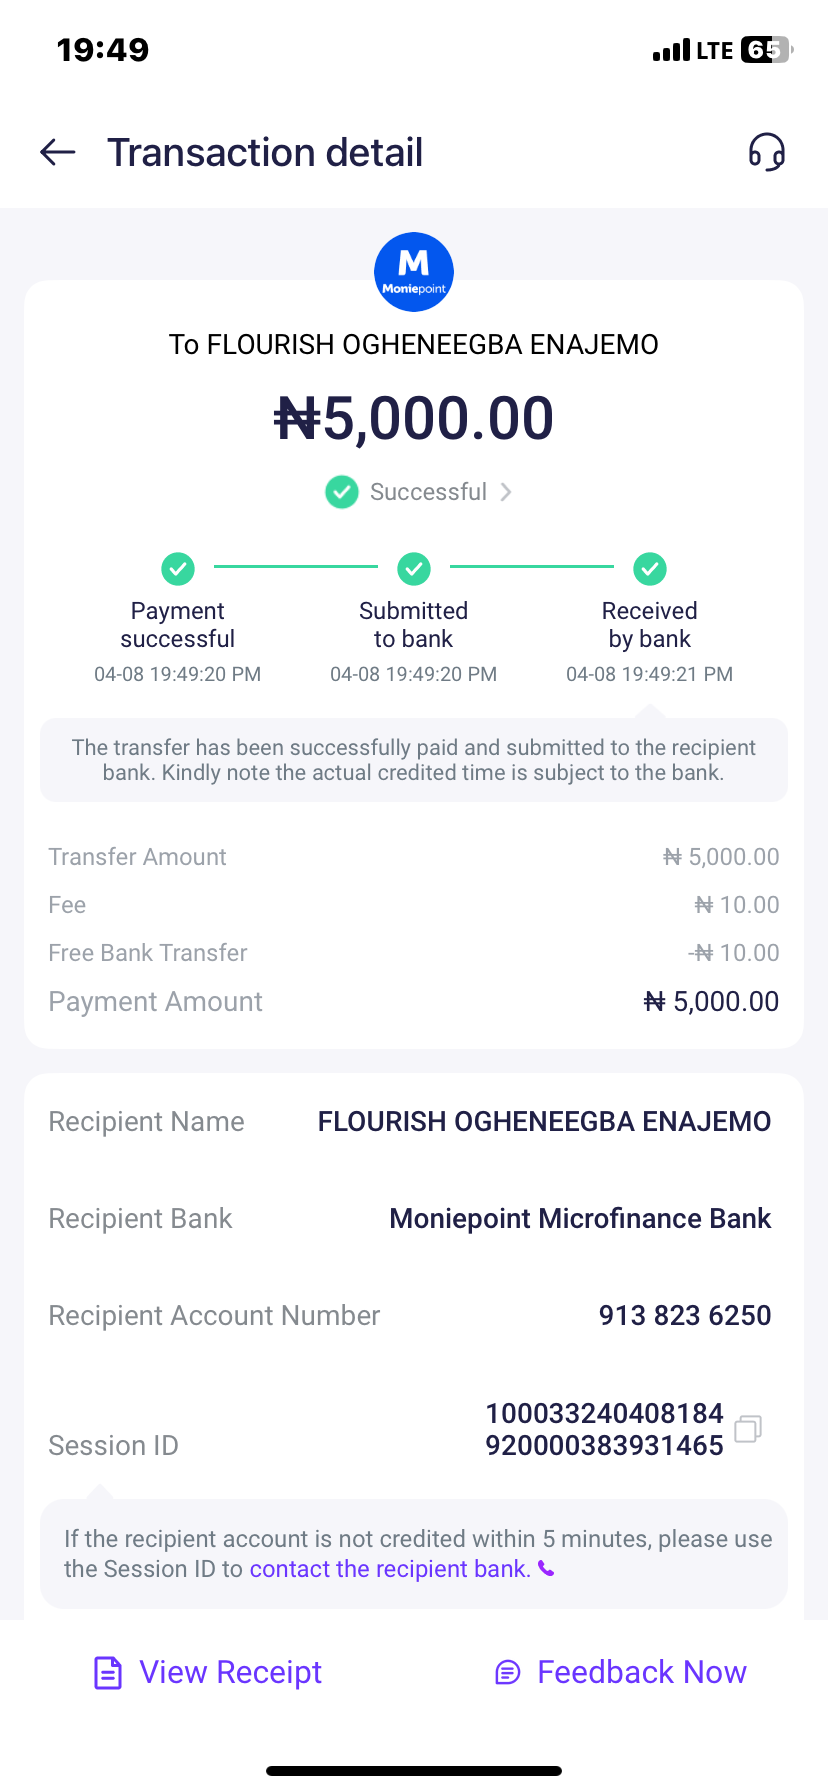 19:49
LTE 65
Transaction detail
M
Moniepoint
To FLOURISH OGHENEEGBA ENAJEMO
₦5,000.00
Successful
Payment successful
04-08 19:49:20 PM
Submitted to bank
04-08 19:49:20 PM
Received by bank
04-08 19:49:21 PM
The transfer has been successfully paid and submitted to the recipient
bank. Kindly note the actual credited time is subject to the bank.
Transfer Amount ₦ 5,000.00
Fee ₦ 10.00
Free Bank Transfer -₦ 10.00
Payment Amount ₦ 5,000.00
Recipient Name FLOURISH OGHENEEGBA ENAJEMO
Recipient Bank Moniepoint Microfinance Bank
Recipient Account Number 913 823 6250
Session ID 100033240408184
920000383931465
If the recipient account is not credited within 5 minutes, please use
the Session ID to contact the recipient bank.
View Receipt Feedback Now